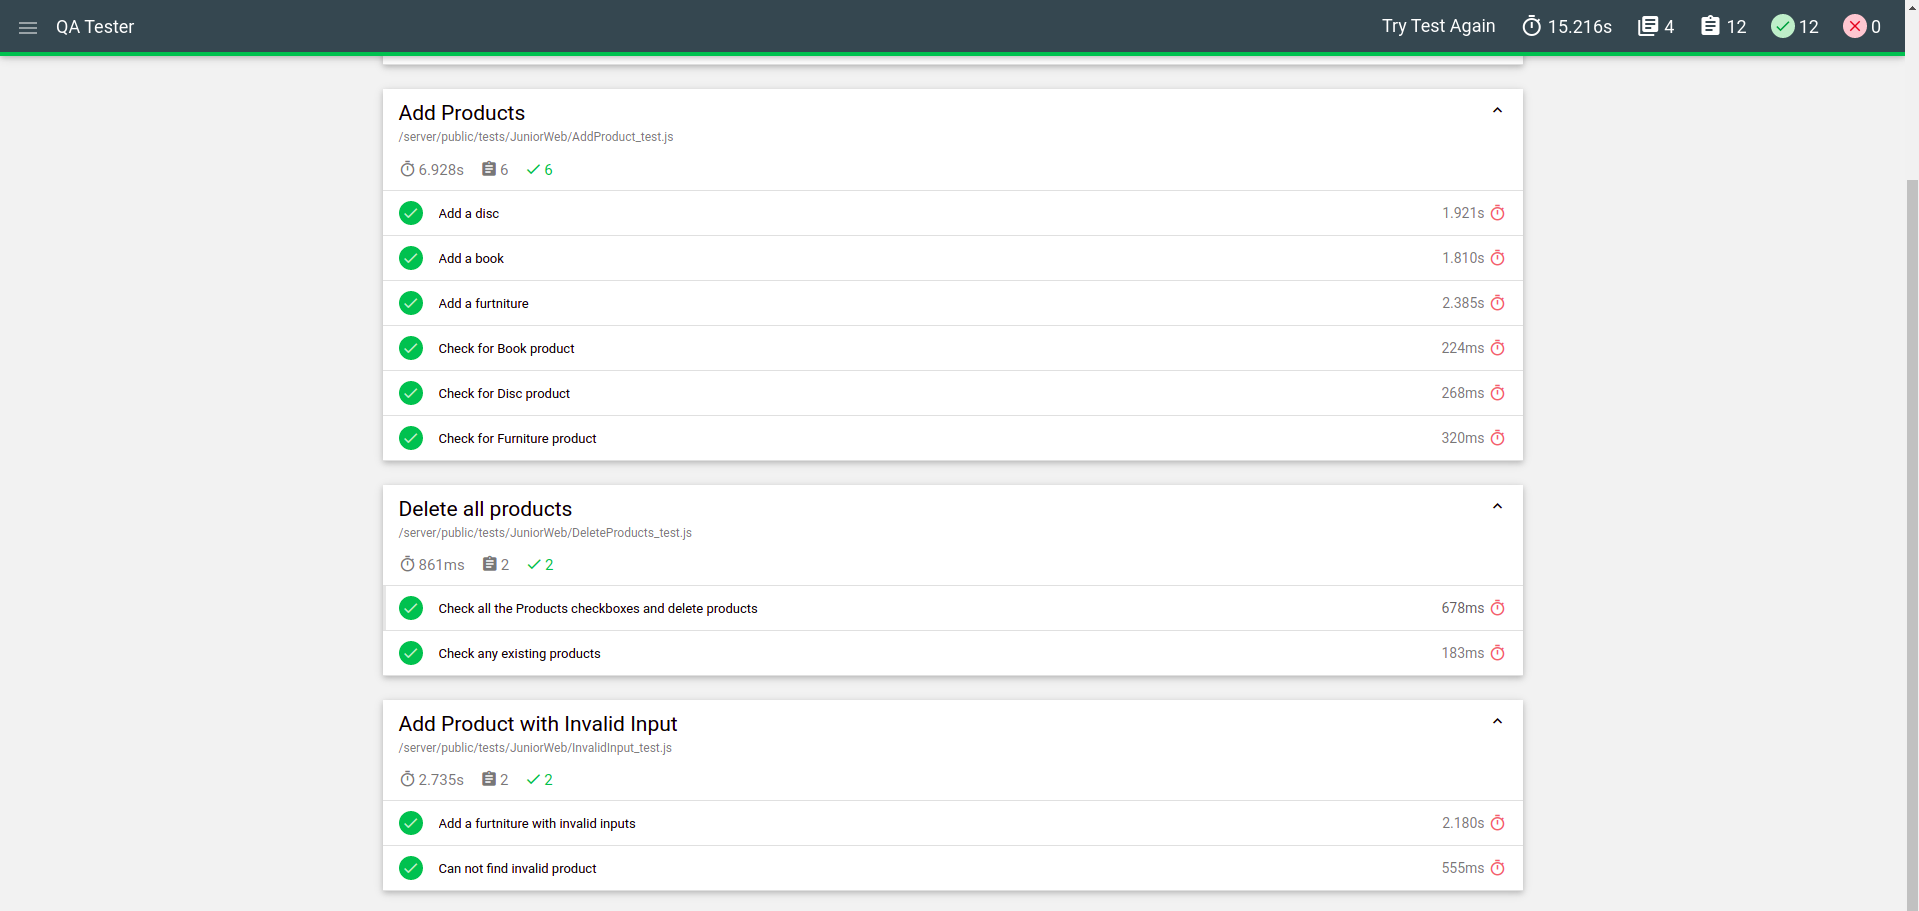 QA Tester
Try Test Again 15.216s 4 12 12 0
Add Products
/server/public/tests/JuniorWeb/AddProduct_test.js
6.928s 6 6
Add a disc 1.921s
Add a book 1.810s
Add a furtniture 2.385s
Check for Book product 224ms
Check for Disc product 268ms
Check for Furniture product 320ms
Delete all products
/server/public/tests/JuniorWeb/DeleteProducts_test.js
861ms 2 2
Check all the Products checkboxes and delete products 678ms
Check any existing products 183ms
Add Product with Invalid Input
/server/public/tests/JuniorWeb/InvalidInput_test.js
2.735s 2 2
Add a furtniture with invalid inputs 2.180s
Can not find invalid product 555ms